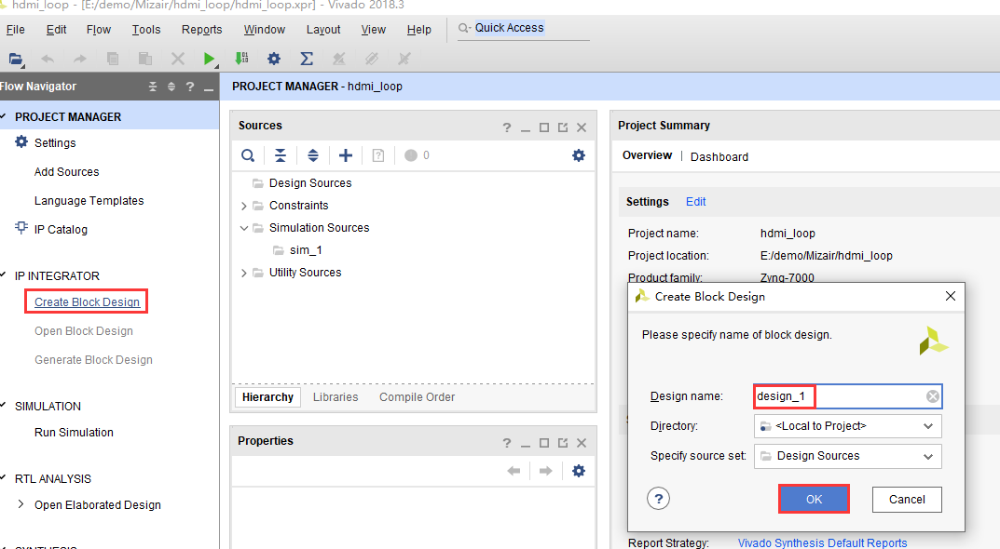 hdmi_loop - [E:/demo/Mizair/hdmi_loop/hdmi_loop.xpr] - Vivado 2018.3
File Edit Flow Tools Reports Window Layout View Help Quick Access
Flow Navigator
PROJECT MANAGER - hdmi_loop
PROJECT MANAGER
Settings
Add Sources
Language Templates
IP Catalog
IP INTEGRATOR
Create Block Design
Open Block Design
Generate Block Design
SIMULATION
Run Simulation
RTL ANALYSIS
Open Elaborated Design
SYNTHESIS
Sources
0
Design Sources
Constraints
Simulation Sources
sim_1
Utility Sources
Hierarchy Libraries Compile Order
Properties
Project Summary
Overview | Dashboard
Settings Edit
Project name: hdmi_loop
Project location: E:/demo/Mizair/hdmi_loop
Product family: Zynq-7000
Create Block Design
Please specify name of block design.
Design name: design_1
Directory: <Local to Project>
Specify source set: Design Sources
? OK Cancel
Report Strategy: Vivado Synthesis Default Reports